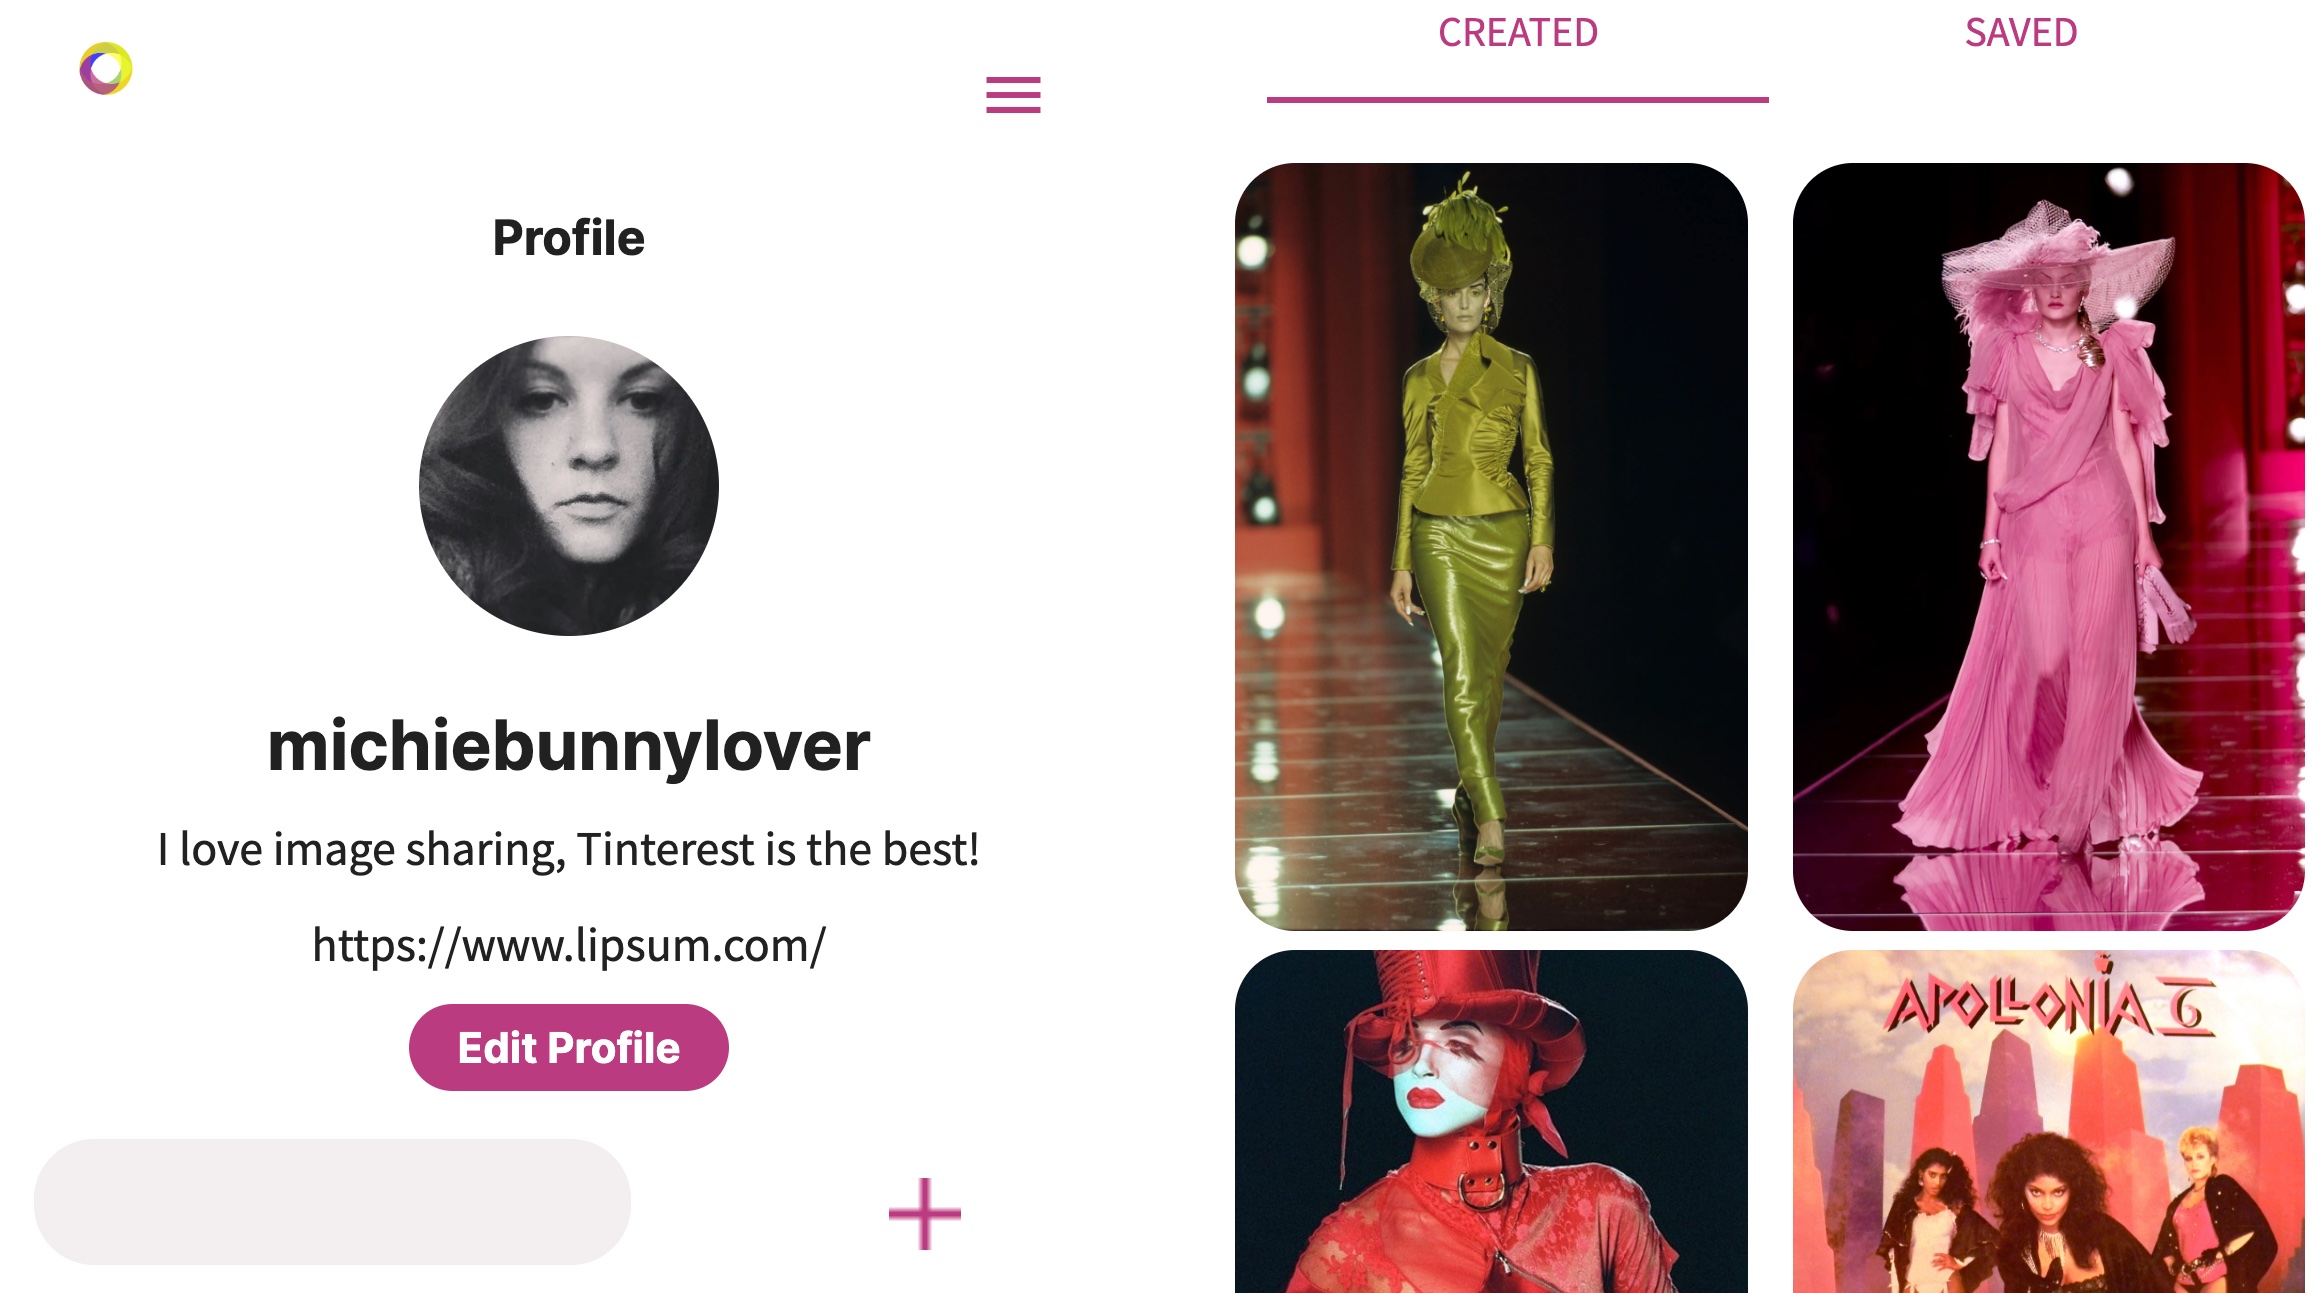 Profile
michiebunnylover
I love image sharing, Tinterest is the best!
https://www.lipsum.com/
Edit Profile
CREATED
SAVED
APOLLONIA 6